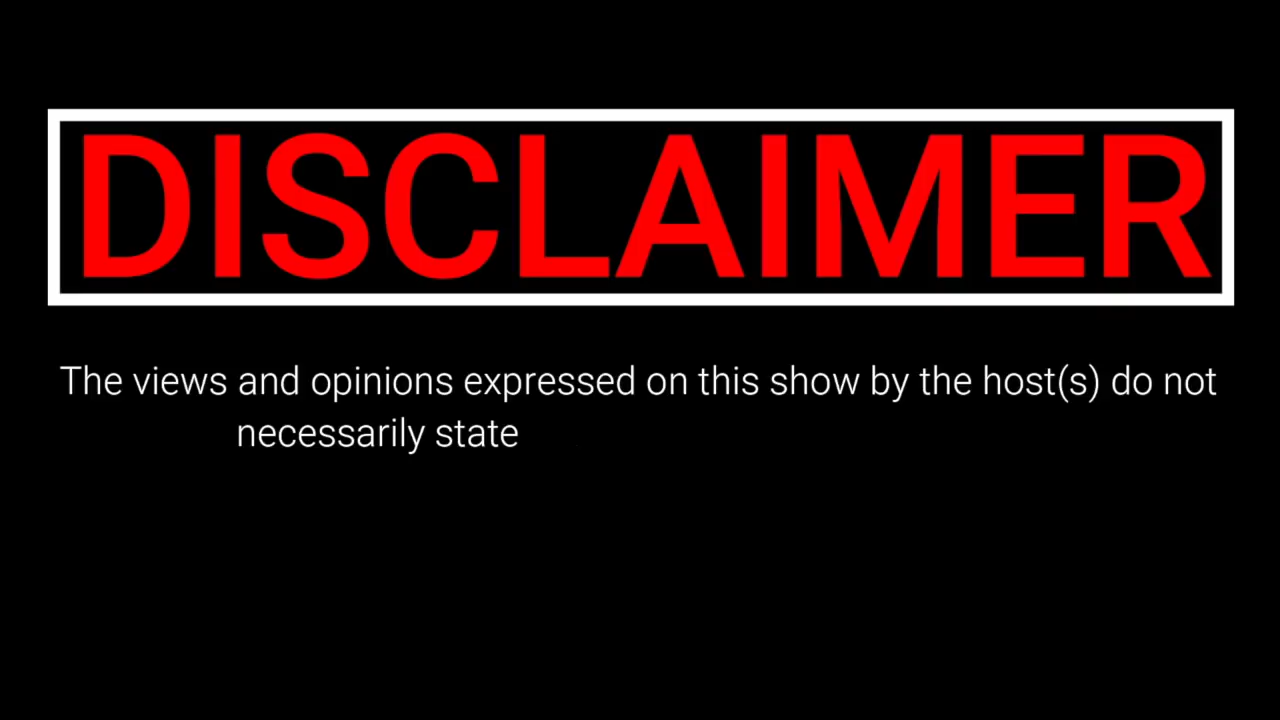 DISCLAIMER
The views and opinions expressed on this show by the host(s) do not
necessarily state